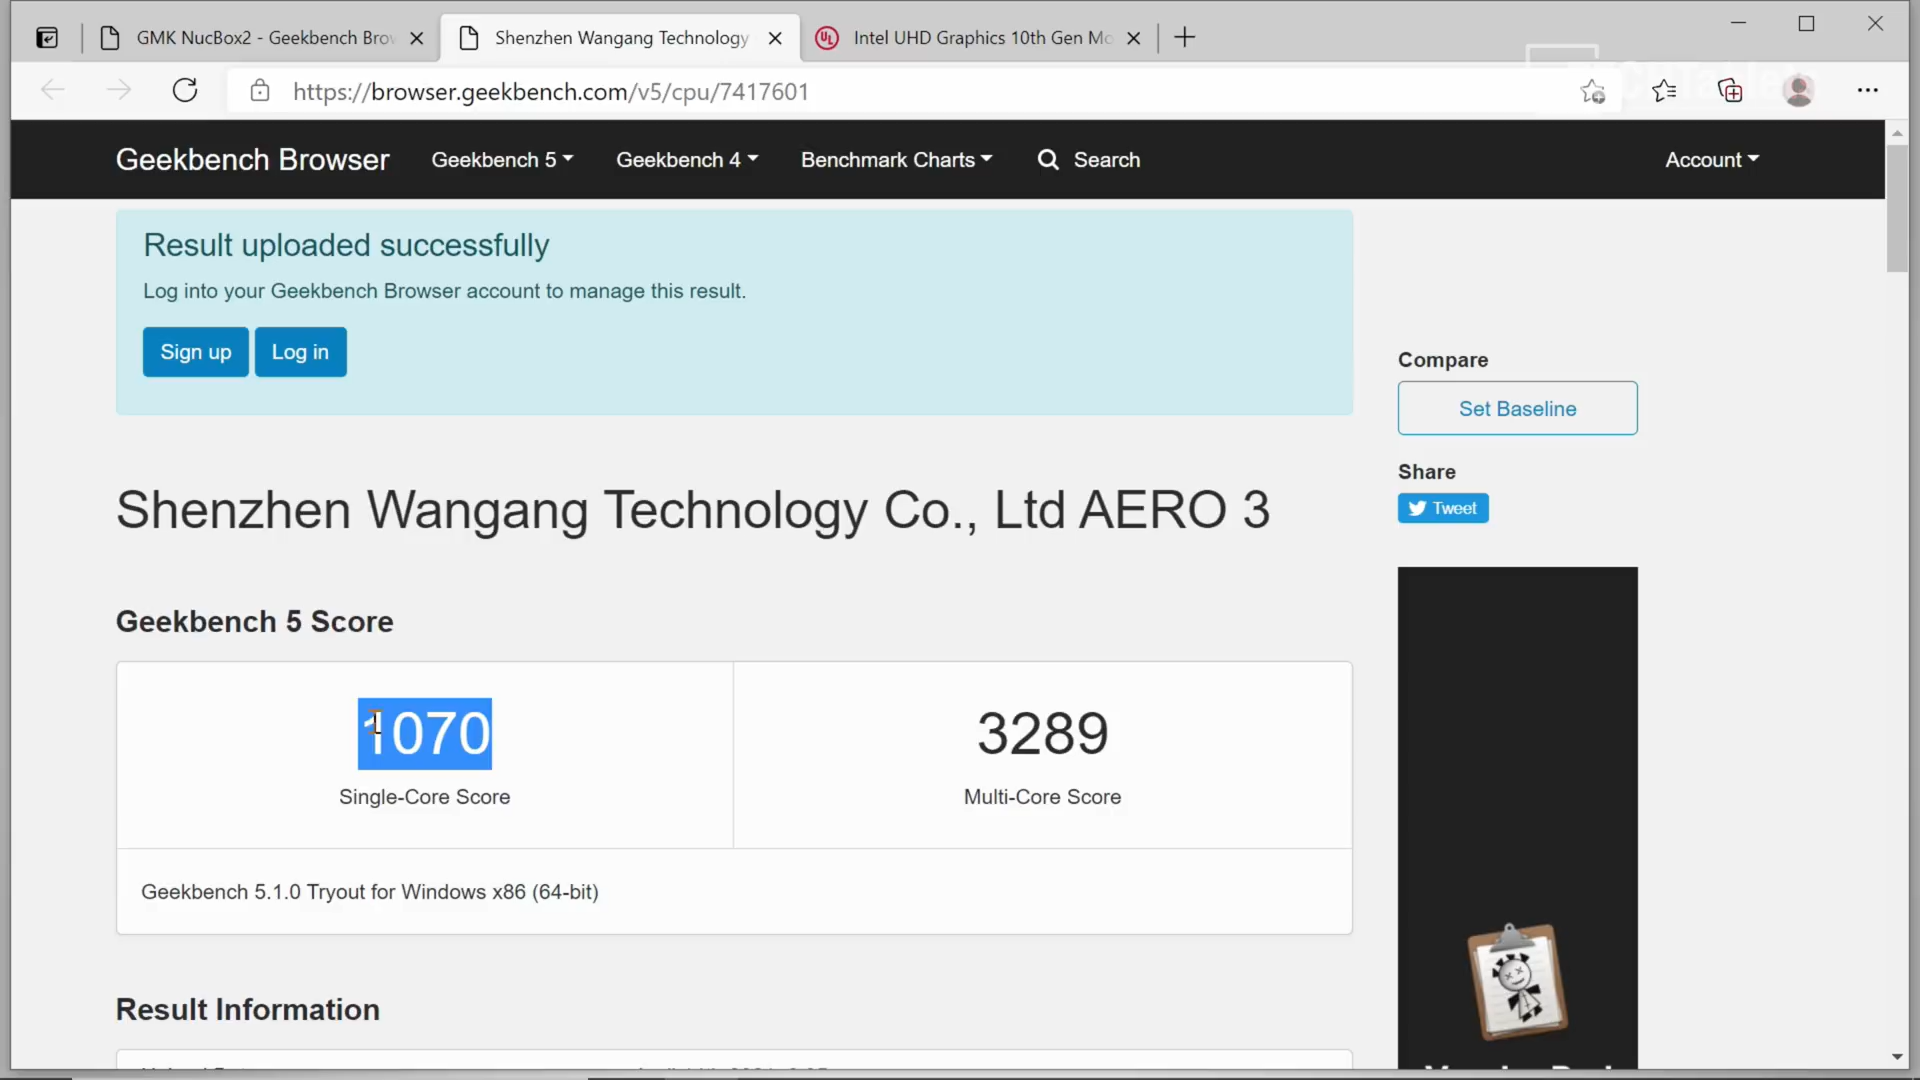 GMK NucBox2 - Geekbench Brow
Shenzhen Wangang Technology
UL
Intel UHD Graphics 10th Gen Mo
https://browser.geekbench.com/v5/cpu/7417601
Geekbench Browser
Geekbench 5
Geekbench 4
Benchmark Charts
Search
Account
Result uploaded successfully
Log into your Geekbench Browser account to manage this result.
Sign up
Log in
Compare
Set Baseline
Share
Tweet
Shenzhen Wangang Technology Co., Ltd AERO 3
Geekbench 5 Score
1070
3289
Single-Core Score
Multi-Core Score
Geekbench 5.1.0 Tryout for Windows x86 (64-bit)
Result Information